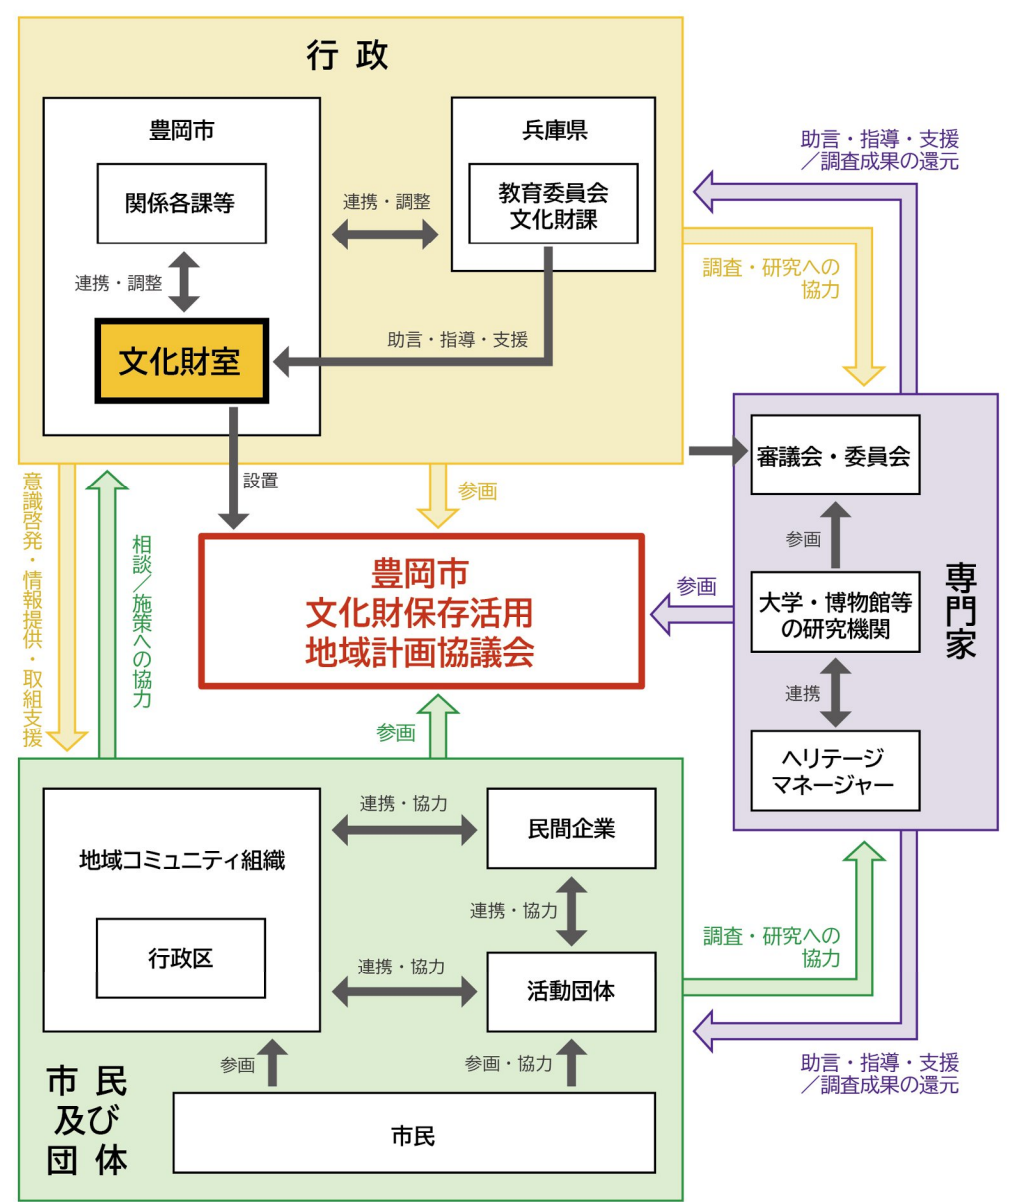 行政
豊岡市
関係各課等
連携・調整
文化財室
連携・調整
兵庫県
教育委員会
文化財課
助言・指導・支援
助言・指導・支援
／調査成果の還元
調査・研究への
協力
設置
参画
意識啓発・情報提供・取組支援
相談／施策への協力
豊岡市
文化財保存活用
地域計画協議会
参画
参画
専門家
審議会・委員会
参画
大学・博物館等
の研究機関
連携
ヘリテージ
マネージャー
地域コミュニティ組織
行政区
連携・協力
民間企業
連携・協力
連携・協力
活動団体
参画
参画・協力
市民
市民
及び
団体
調査・研究への
協力
助言・指導・支援
／調査成果の還元